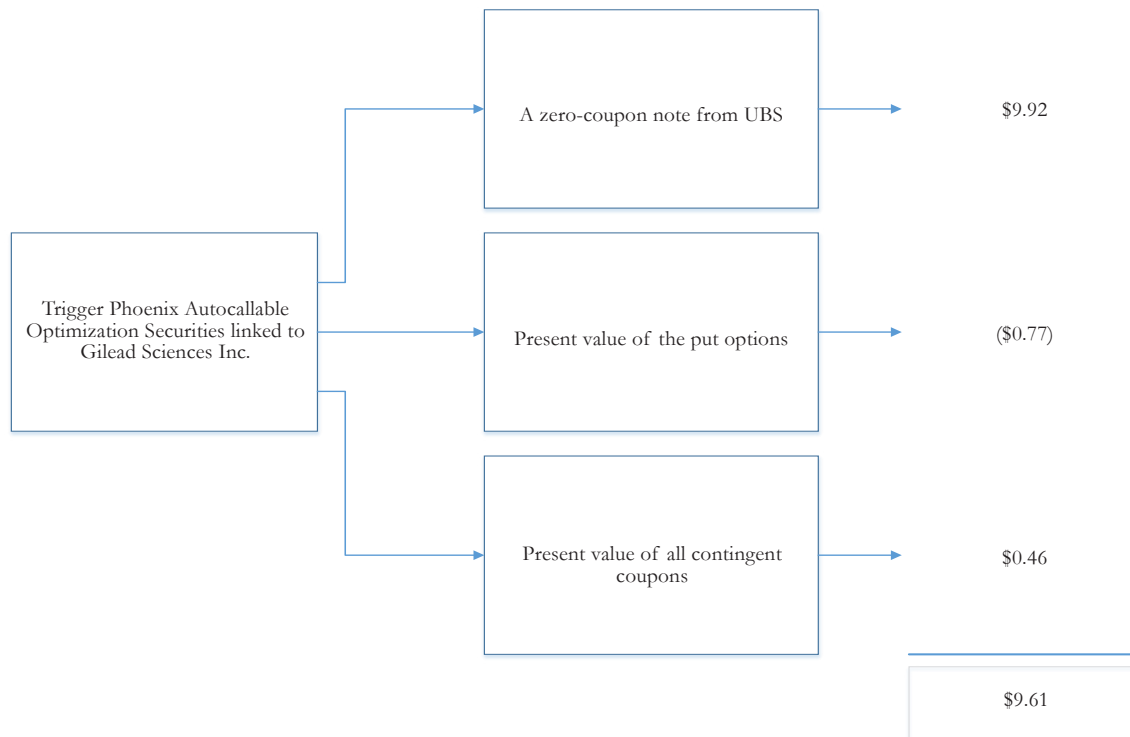 A zero-coupon note from UBS
$9.92
Trigger Phoenix Autocallable
Optimization Securities linked to
Gilead Sciences Inc.
Present value of the put options
($0.77)
Present value of all contingent
coupons
$0.46
$9.61